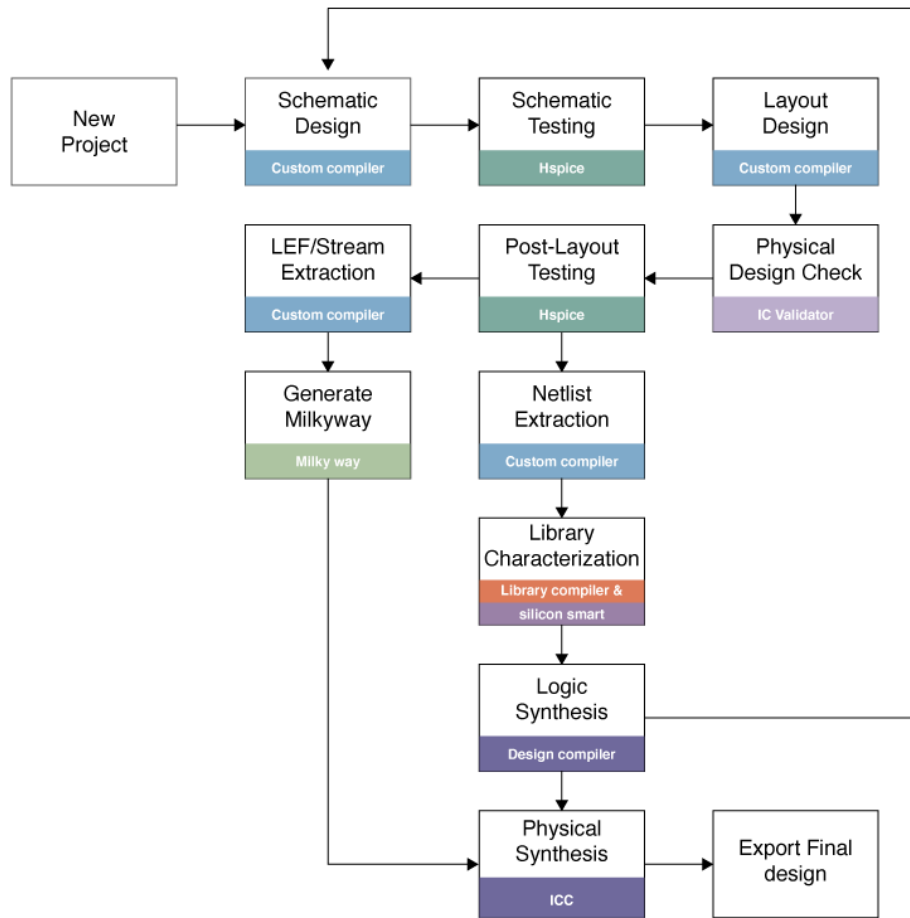 New
Project
Schematic
Design
Custom compiler
Schematic
Testing
Hspice
Layout
Design
Custom compiler
LEF/Stream
Extraction
Custom compiler
Post-Layout
Testing
Hspice
Physical
Design Check
IC Validator
Generate
Milkyway
Milky way
Netlist
Extraction
Custom compiler
Library
Characterization
Library compiler &
silicon smart
Logic
Synthesis
Design compiler
Physical
Synthesis
ICC
Export Final
design